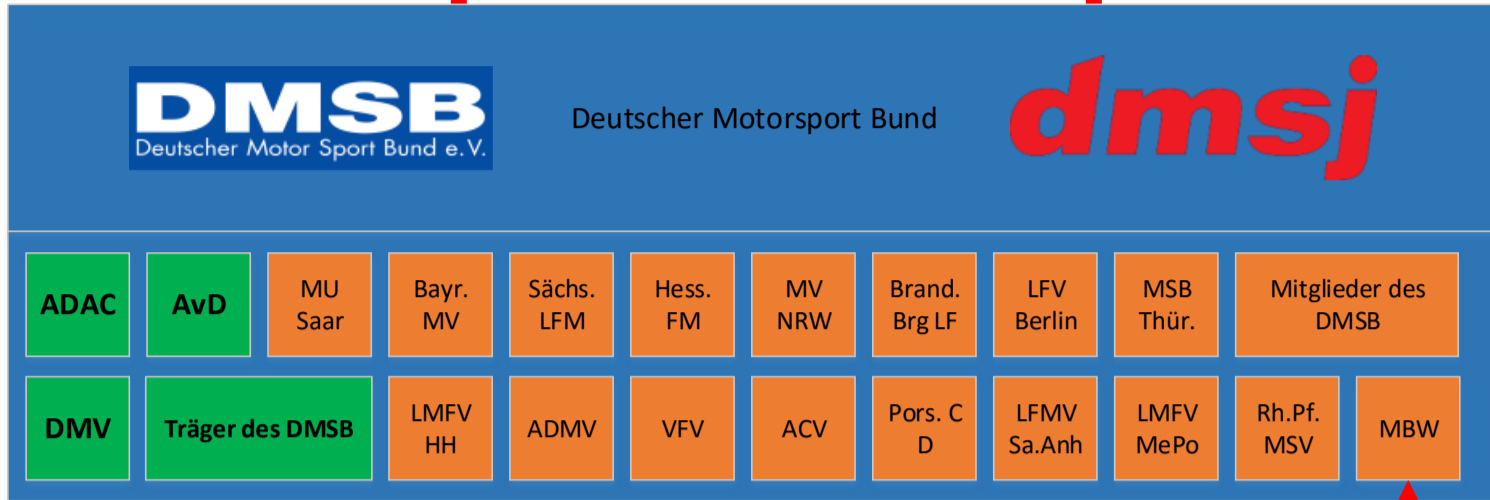 DMSB
Deutscher Motor Sport Bund e.V.
Deutscher Motorsport Bund
dmsj
ADAC
AvD
MU
Saar
Bayr.
MV
Sächs.
LFM
Hess.
FM
MV
NRW
Brand.
Brg LF
LFV
Berlin
MSB
Thür.
Mitglieder des
DMSB
DMV
Träger des DMSB
LMFV
HH
ADMV
VFV
ACV
Pors. C
D
LFMV
Sa.Anh
LMFV
MePo
Rh.Pf.
MSV
MBW